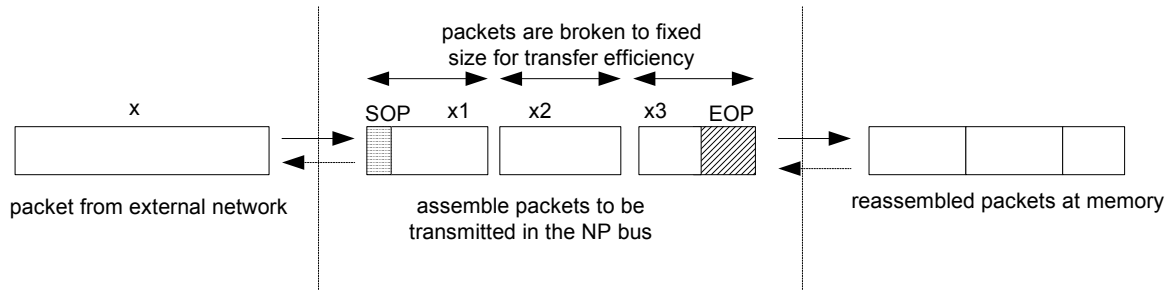 packets are broken to fixed
size for transfer efficiency
x
SOP x1 x2 x3 EOP
packet from external network
assemble packets to be
transmitted in the NP bus
reassembled packets at memory